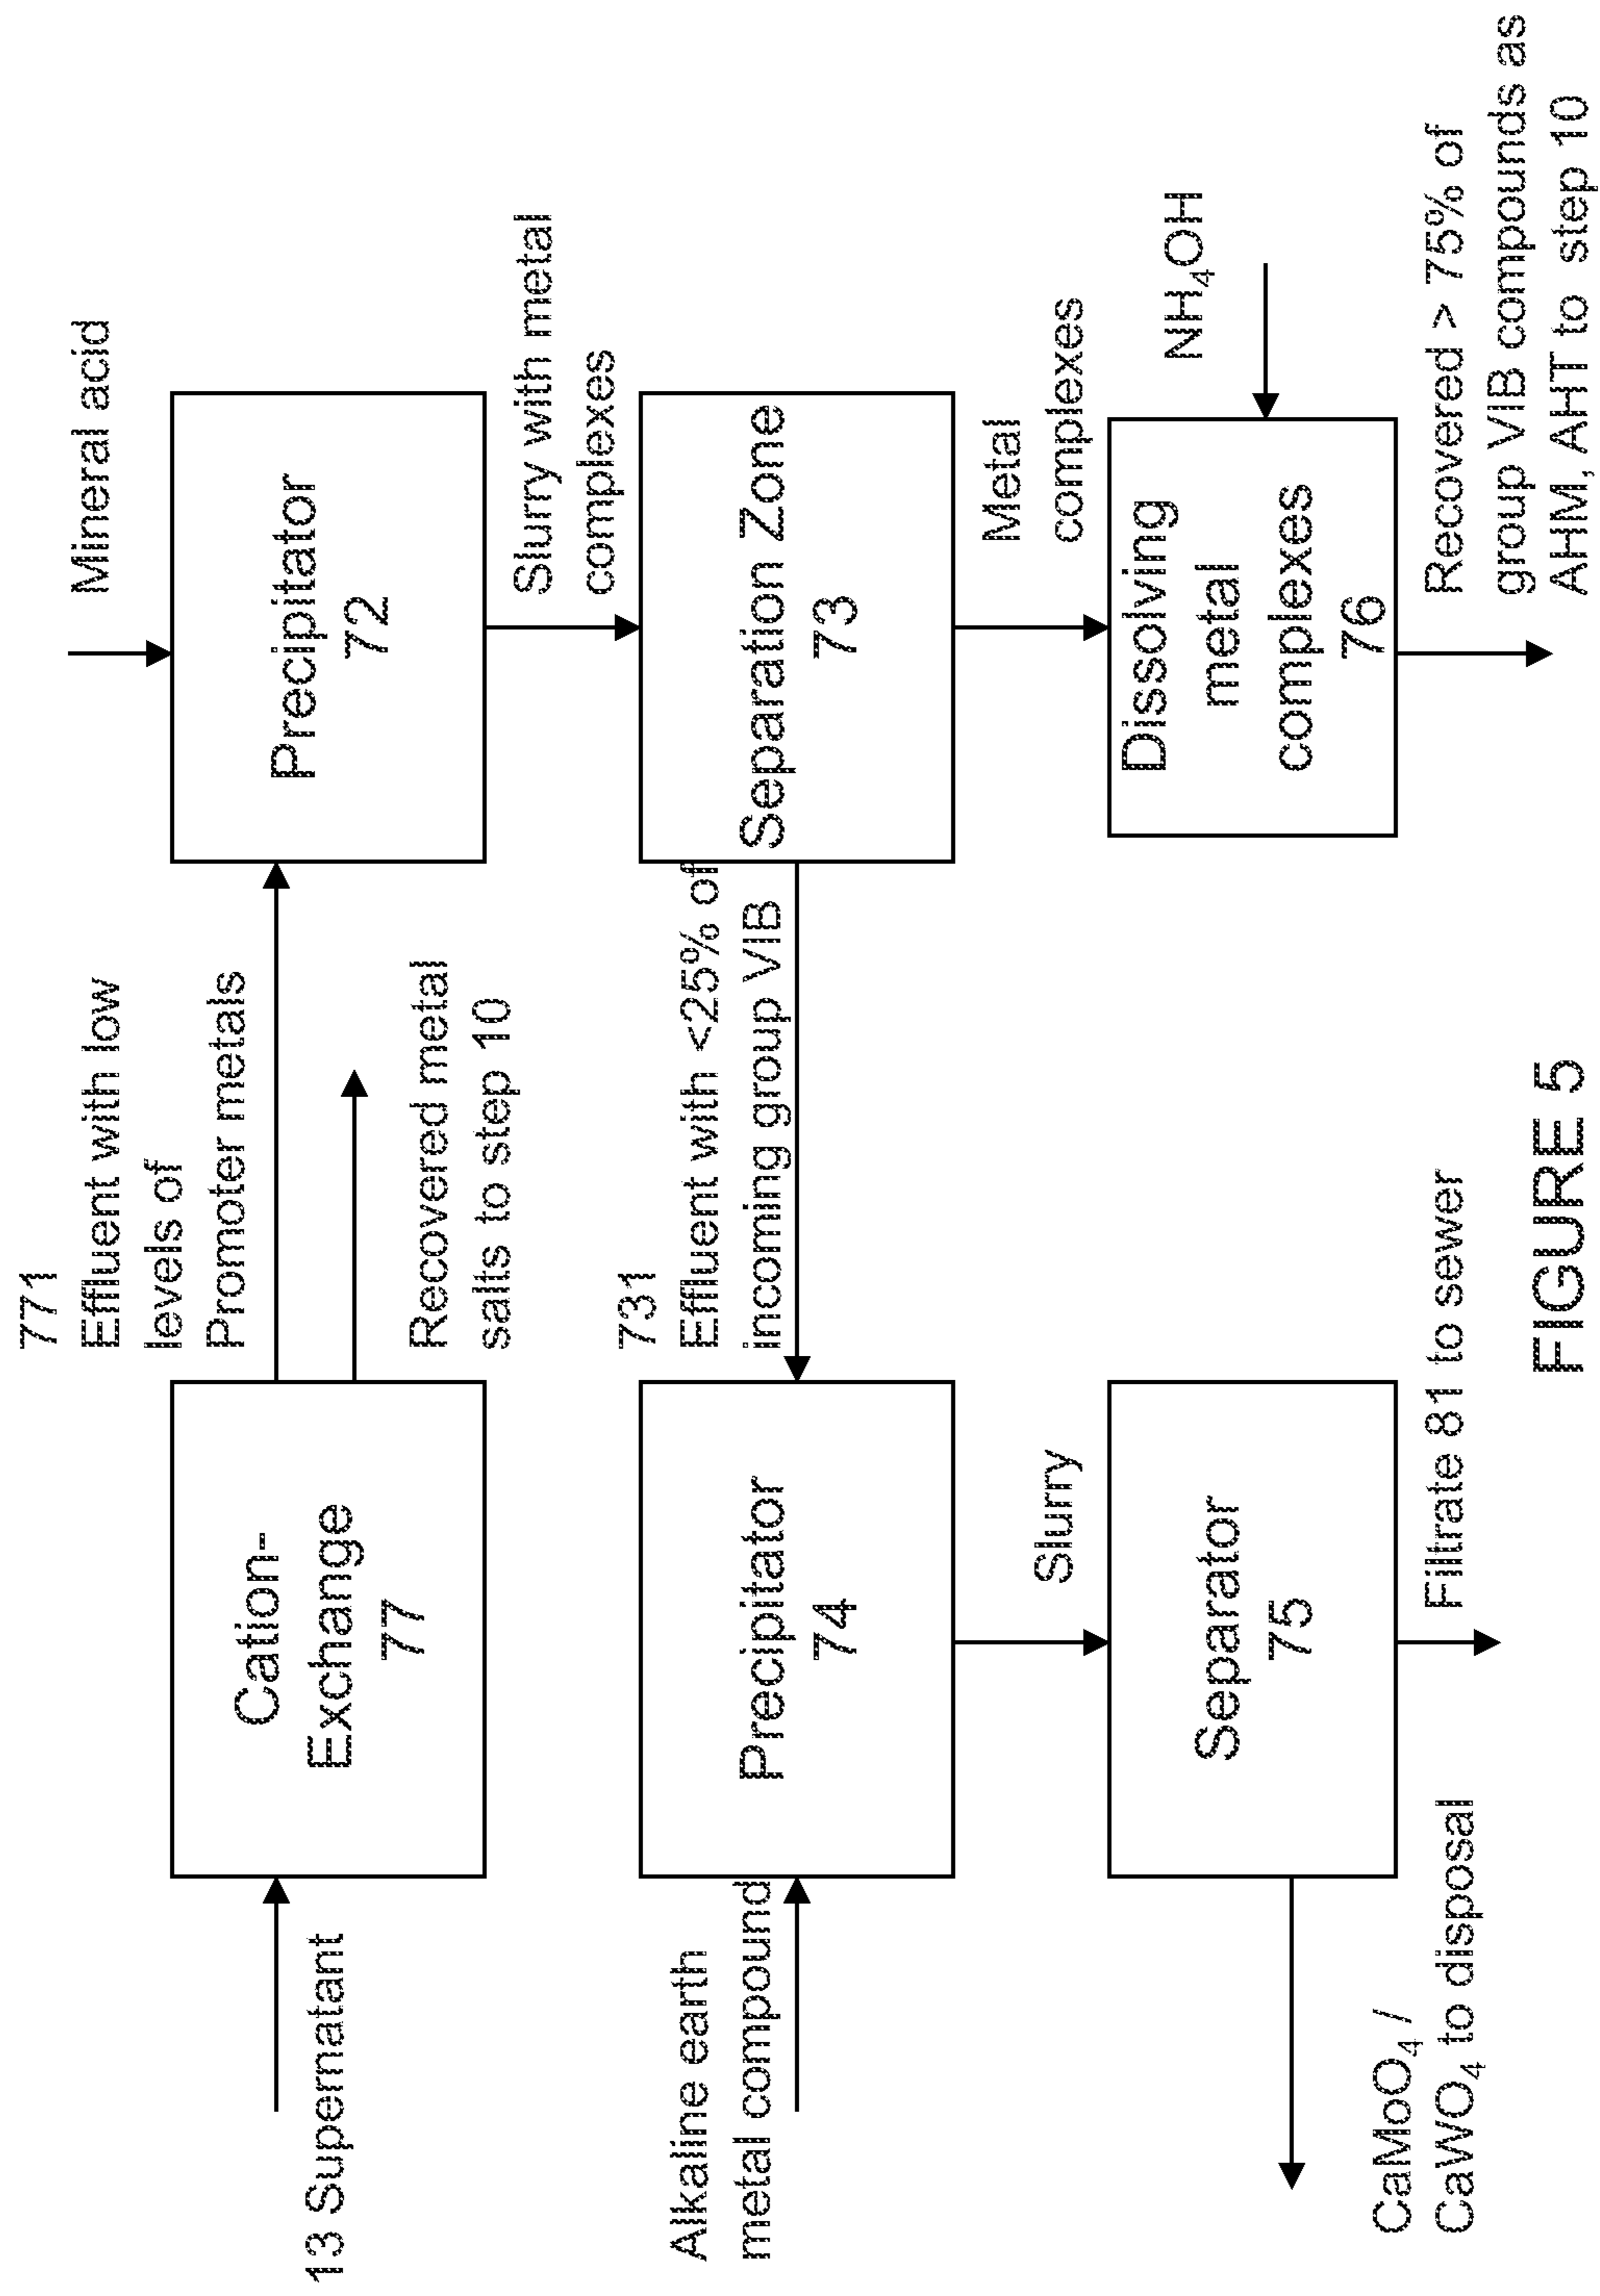 771
Effluent with low
levels of
Promoter metals
Mineral acid
13 Supernatant
Cation-
Exchange
77
Recovered metal
salts to step 10
Precipitator
72
Slurry with metal
complexes
731
Effluent with <25% of
incoming group VIB
Alkaline earth
metal compound
Precipitator
74
Separation Zone
73
Slurry
Metal
complexes
NH₄OH
Separator
75
Dissolving
metal
complexes
76
CaMoO₄ /
CaWO₄ to disposal
Filtrate 81 to sewer
Recovered > 75% of
group VIB compounds as
AHM, AHT to step 10
FIGURE 5